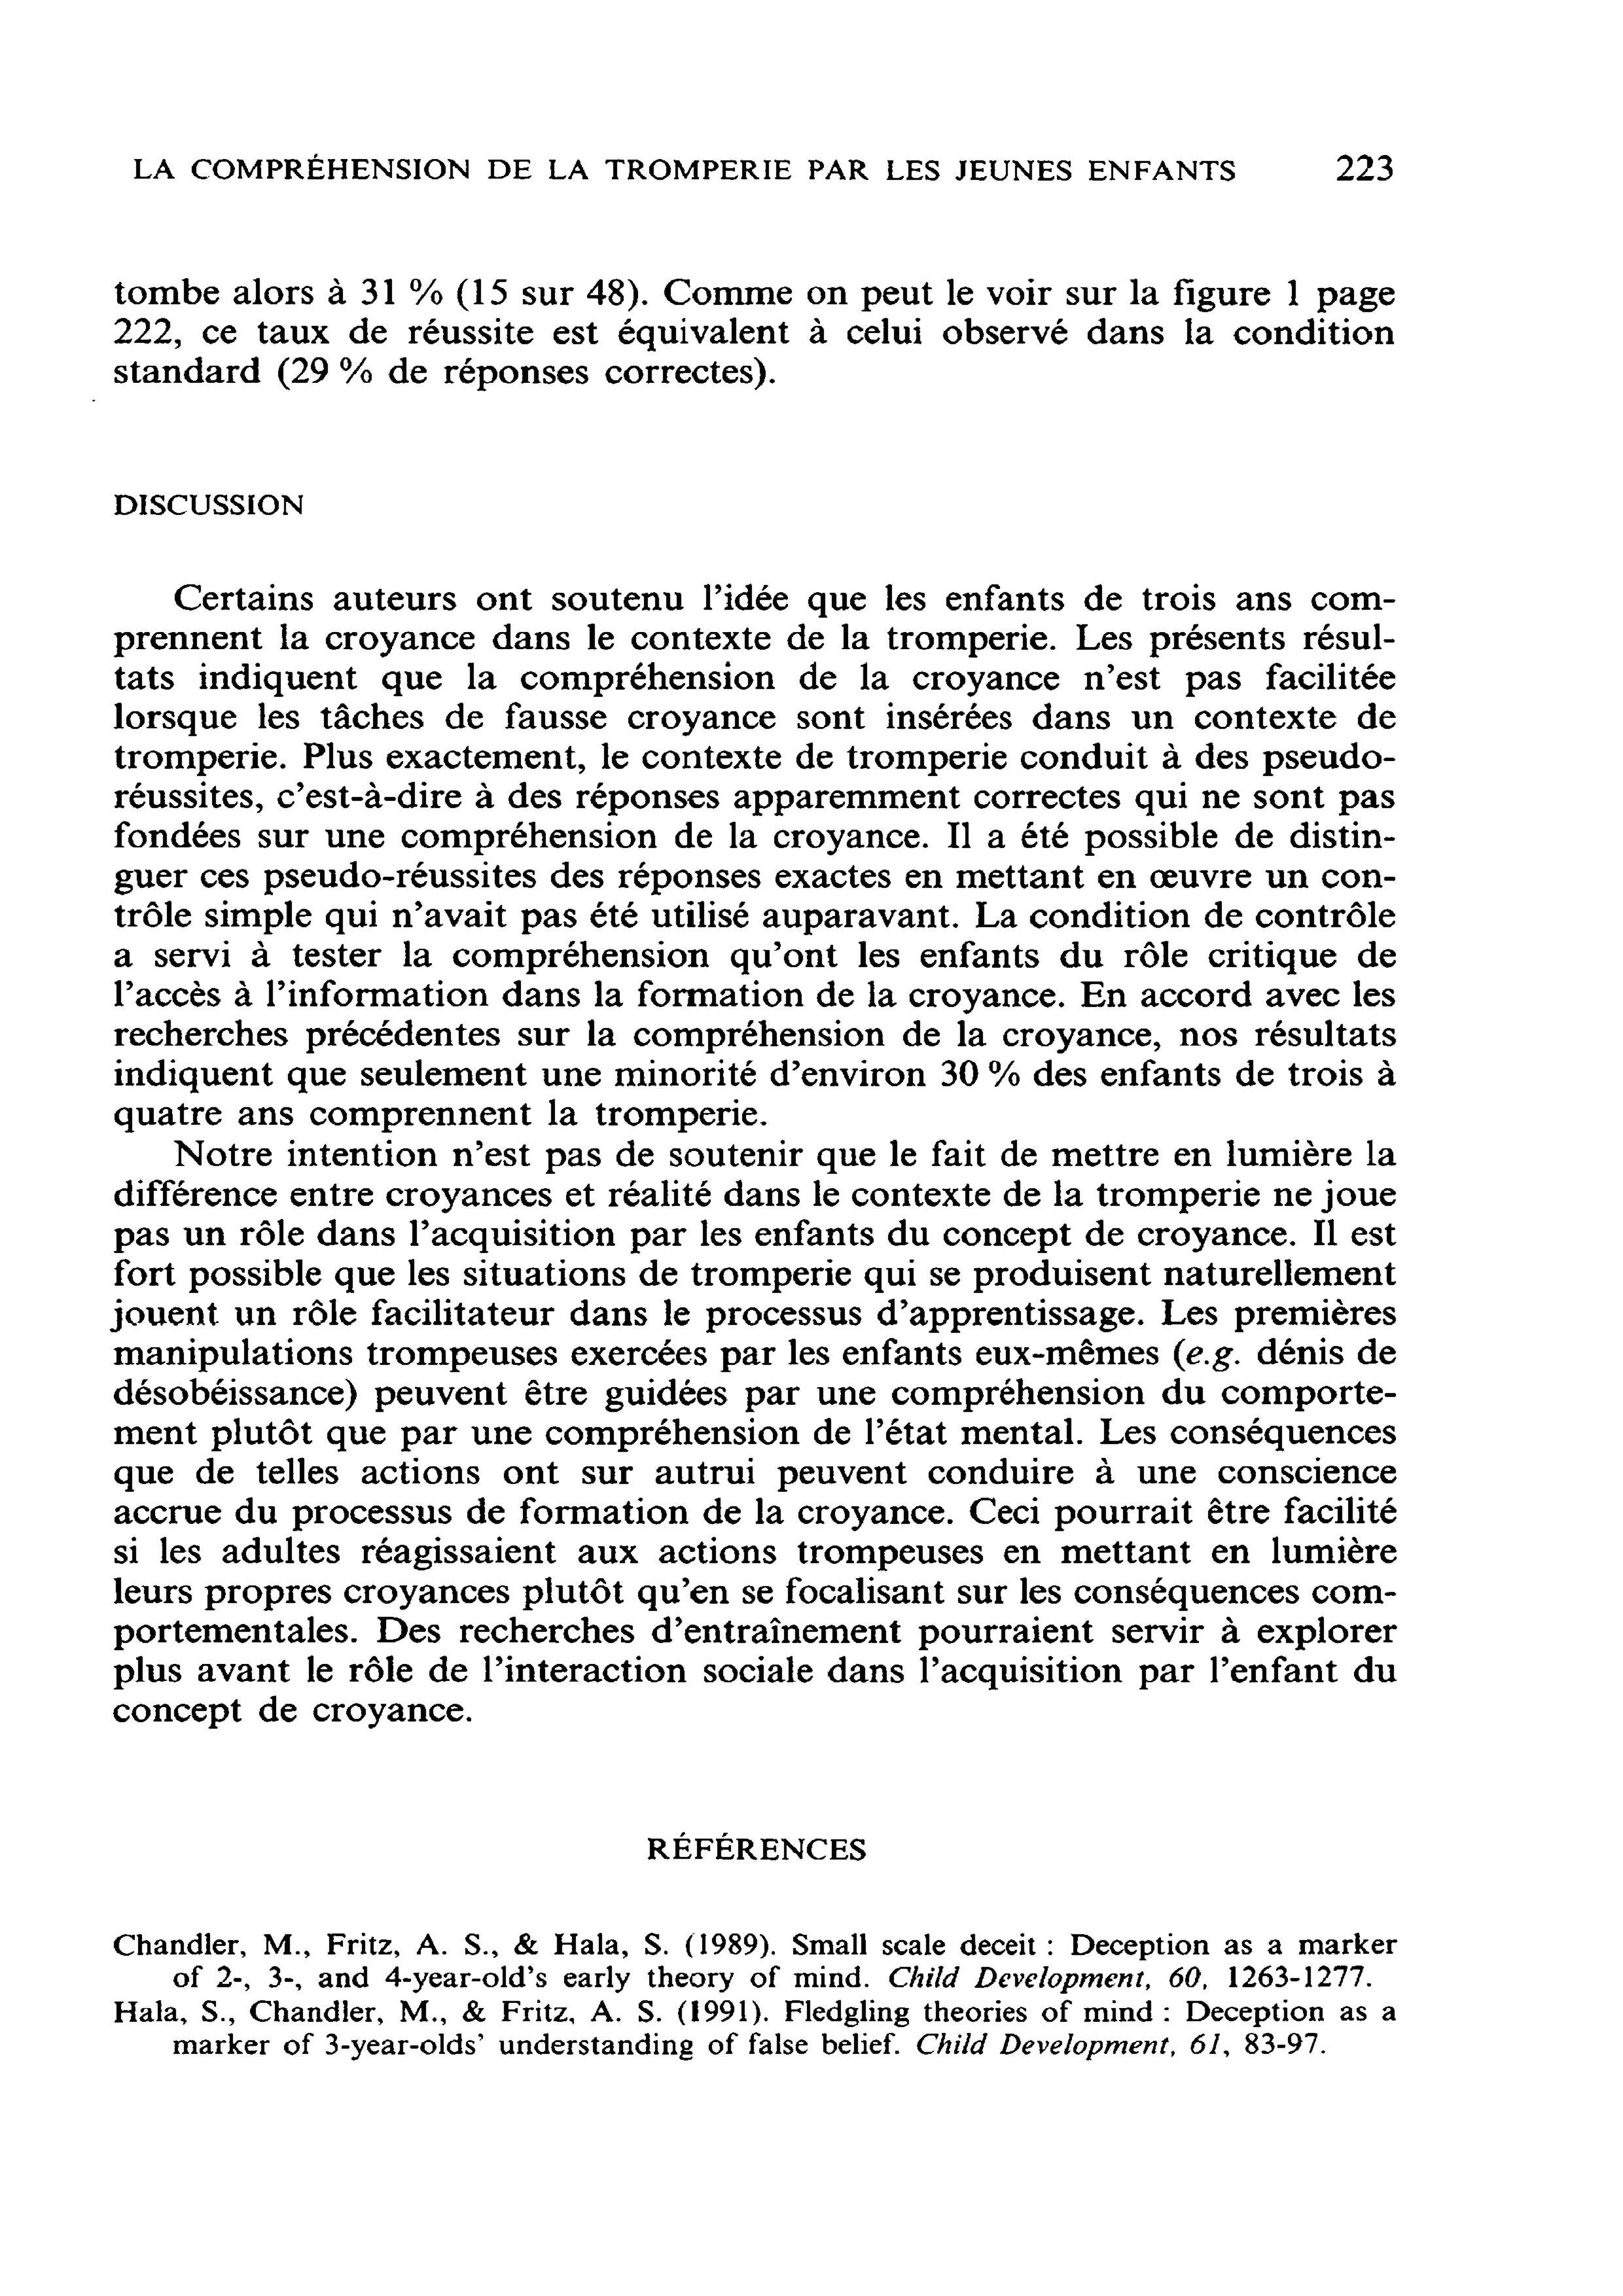 LA COMPRÉHENSION DE LA TROMPERIE PAR LES JEUNES ENFANTS 223
tombe alors à 31 % (15 sur 48). Comme on peut le voir sur la figure 1 page
222, ce taux de réussite est équivalent à celui observé dans la condition
standard (29 % de réponses correctes).
DISCUSSION
Certains auteurs ont soutenu l'idée que les enfants de trois ans com-
prennent la croyance dans le contexte de la tromperie. Les présents résul-
tats indiquent que la compréhension de la croyance n'est pas facilitée
lorsque les tâches de fausse croyance sont insérées dans un contexte de
tromperie. Plus exactement, le contexte de tromperie conduit à des pseudo-
réussites, c'est-à-dire à des réponses apparemment correctes qui ne sont pas
fondées sur une compréhension de la croyance. Il a été possible de distin-
guer ces pseudo-réussites des réponses exactes en mettant en œuvre un con-
trôle simple qui n'avait pas été utilisé auparavant. La condition de contrôle
a servi à tester la compréhension qu'ont les enfants du rôle critique de
l'accès à l'information dans la formation de la croyance. En accord avec les
recherches précédentes sur la compréhension de la croyance, nos résultats
indiquent que seulement une minorité d'environ 30 % des enfants de trois à
quatre ans comprennent la tromperie.
Notre intention n'est pas de soutenir que le fait de mettre en lumière la
différence entre croyances et réalité dans le contexte de la tromperie ne joue
pas un rôle dans l'acquisition par les enfants du concept de croyance. Il est
fort possible que les situations de tromperie qui se produisent naturellement
jouent un rôle facilitateur dans le processus d'apprentissage. Les premières
manipulations trompeuses exercées par les enfants eux-mêmes (e.g. dénis de
désobéissance) peuvent être guidées par une compréhension du comporte-
ment plutôt que par une compréhension de l'état mental. Les conséquences
que de telles actions ont sur autrui peuvent conduire à une conscience
accrue du processus de formation de la croyance. Ceci pourrait être facilité
si les adultes réagissaient aux actions trompeuses en mettant en lumière
leurs propres croyances plutôt qu'en se focalisant sur les conséquences com-
portementales. Des recherches d'entraînement pourraient servir à explorer
plus avant le rôle de l'interaction sociale dans l'acquisition par l'enfant du
concept de croyance.
RÉFÉRENCES
Chandler, M., Fritz, A. S., & Hala, S. (1989). Small scale deceit : Deception as a marker
of 2-, 3-, and 4-year-old's early theory of mind. Child Development, 60, 1263-1277.
Hala, S., Chandler, M., & Fritz, A. S. (1991). Fledgling theories of mind : Deception as a
marker of 3-year-olds' understanding of false belief. Child Development, 61, 83-97.